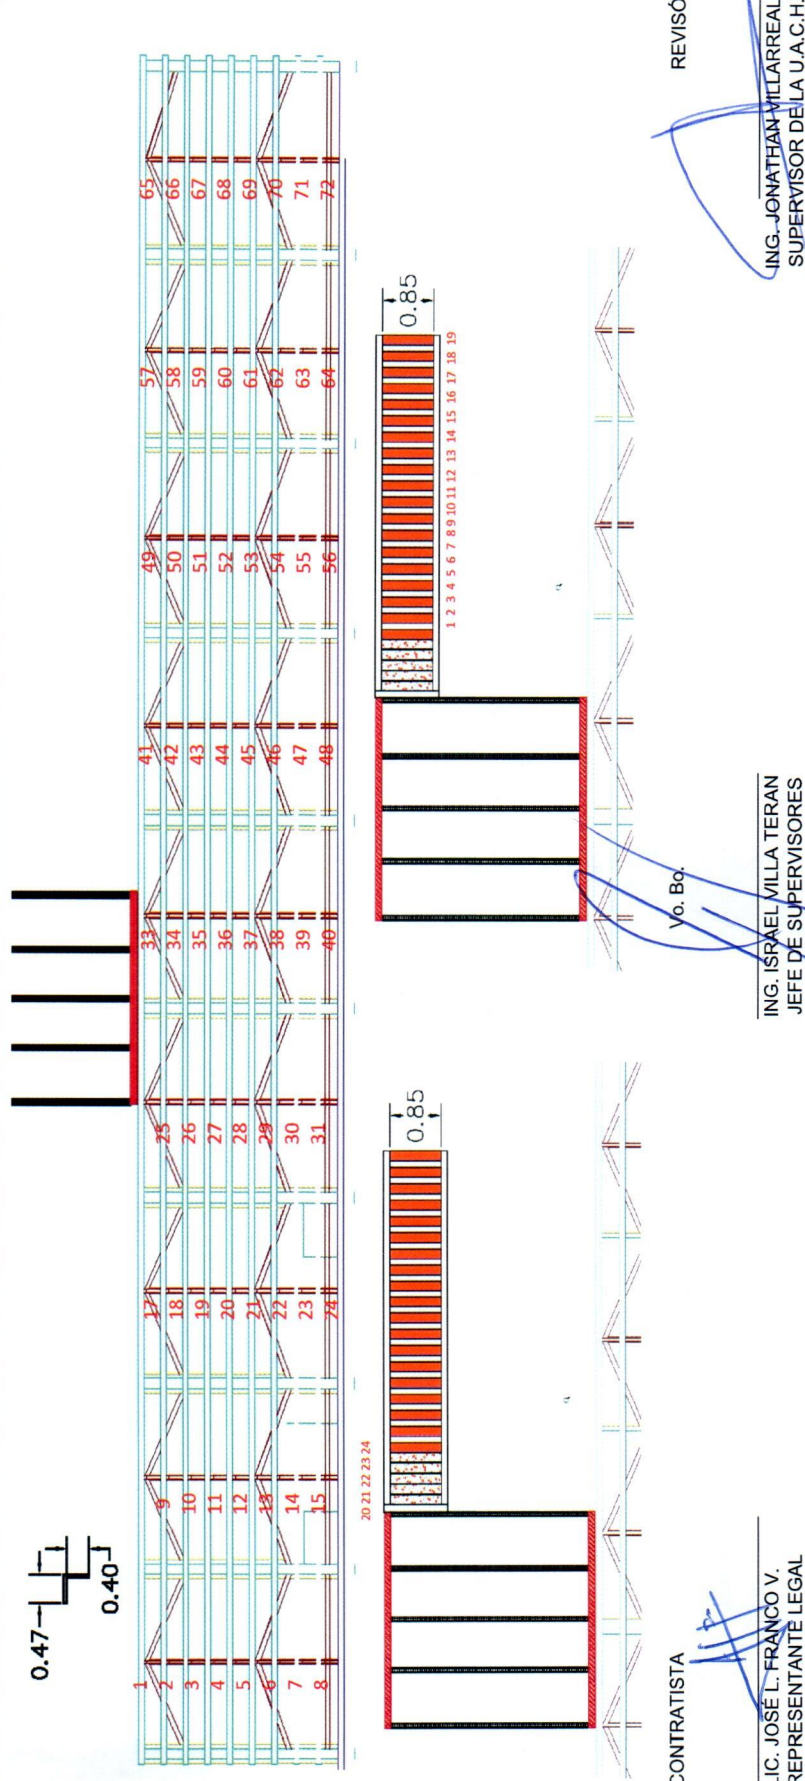 0.47
0.40
1 17 33 41 49 57 65
2 9 18 25 34 42 50 58 66
3 10 19 26 35 43 51 59 67
4 11 20 27 36 44 52 60 68
5 12 21 28 37 45 53 61 69
6 13 22 29 38 46 54 62 70
7 14 23 30 39 47 55 63 71
8 15 24 31 40 48 56 64 72
20 21 22 23 24
0.85
0.85
1 2 3 4 5 6 7 8 9 10 11 12 13 14 15 16 17 18 19
CONTRATISTA
LIC. JOSÉ L. FRANCO V.
REPRESENTANTE LEGAL
Vo. Bo.
ING. ISRAEL VILLA TERAN
JEFE DE SUPERVISORES
REVISÓ
ING. JONATHAN VILLARREAL
SUPERVISOR DE LA U.A.C.H.